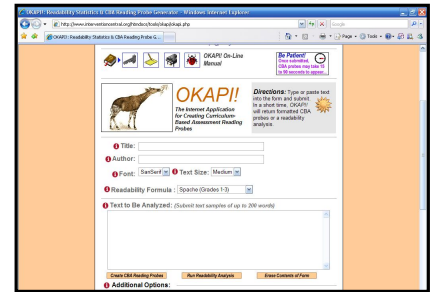 OKAPI: Readability Statistics & CBA Reading Probe Generator - Windows Internet Explorer
http://www.interventioncentral.org/htmdocs/tools/okapi/okapi.php
Google
OKAPI!: Readability Statistics & CBA Reading Probe G...
Page
Tools
OKAPI! On-Line
Manual
Be Patient!
Once submitted,
CBA probes may take 15
to 90 seconds to appear...
OKAPI!
The Internet Application
for Creating Curriculum-
Based Assessment Reading
Probes
Directions: Type or paste text
into the form and submit.
In a short time, OKAPI!
will return formatted CBA
probes or a readability
analysis.
Title:
Author:
Font: SanSerif Text Size: Medium
Readability Formula : Spache (Grades 1-3)
Text to Be Analyzed: (Submit text samples of up to 200 words)
Create CBA Reading Probes Run Readability Analysis Erase Contents of Form
Additional Options: